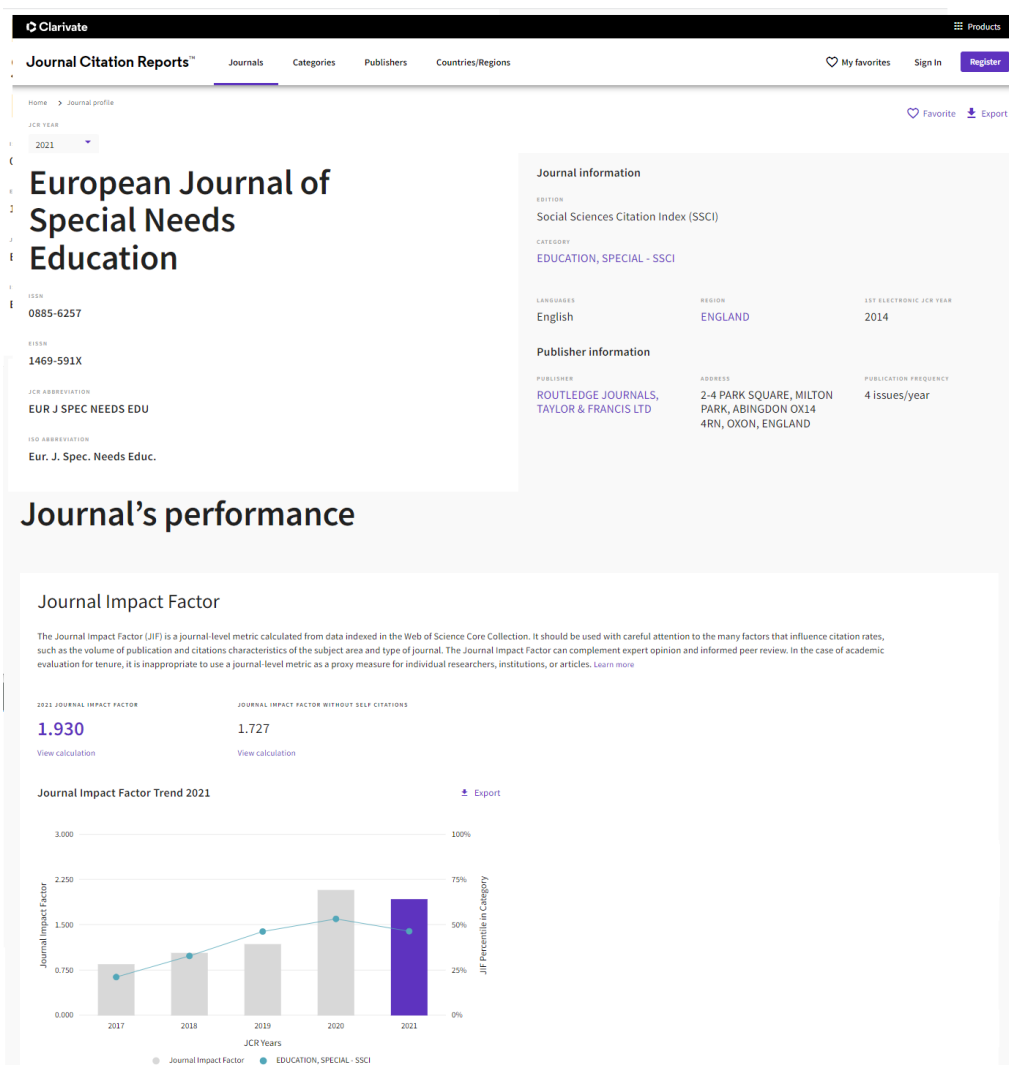 Clarivate
Products
Journal Citation Reports™
Journals
Categories
Publishers
Countries/Regions
My favorites
Sign In
Register
Home > Journal profile
Favorite
Export
JCR YEAR
2021
European Journal of
Special Needs
Education
ISSN
0885-6257
EISSN
1469-591X
JCR ABBREVIATION
EUR J SPEC NEEDS EDU
ISO ABBREVIATION
Eur. J. Spec. Needs Educ.
Journal information
EDITION
Social Sciences Citation Index (SSCI)
CATEGORY
EDUCATION, SPECIAL - SSCI
LANGUAGES
English
REGION
ENGLAND
1ST ELECTRONIC JCR YEAR
2014
Publisher information
PUBLISHER
ROUTLEDGE JOURNALS,
TAYLOR & FRANCIS LTD
ADDRESS
2-4 PARK SQUARE, MILTON
PARK, ABINGDON OX14
4RN, OXON, ENGLAND
PUBLICATION FREQUENCY
4 issues/year
Journal's performance
Journal Impact Factor
The Journal Impact Factor (JIF) is a journal-level metric calculated from data indexed in the Web of Science Core Collection. It should be used with careful attention to the many factors that influence citation rates,
such as the volume of publication and citations characteristics of the subject area and type of journal. The Journal Impact Factor can complement expert opinion and informed peer review. In the case of academic
evaluation for tenure, it is inappropriate to use a journal-level metric as a proxy measure for individual researchers, institutions, or articles. Learn more
2021 JOURNAL IMPACT FACTOR
1.930
View calculation
JOURNAL IMPACT FACTOR WITHOUT SELF CITATIONS
1.727
View calculation
Journal Impact Factor Trend 2021
Export
Journal Impact Factor
3.000
2.250
1.500
0.750
0.000
100%
75%
50%
25%
0%
JIF Percentile in Category
2017
2018
2019
2020
2021
JCR Years
Journal Impact Factor
EDUCATION, SPECIAL - SSCI